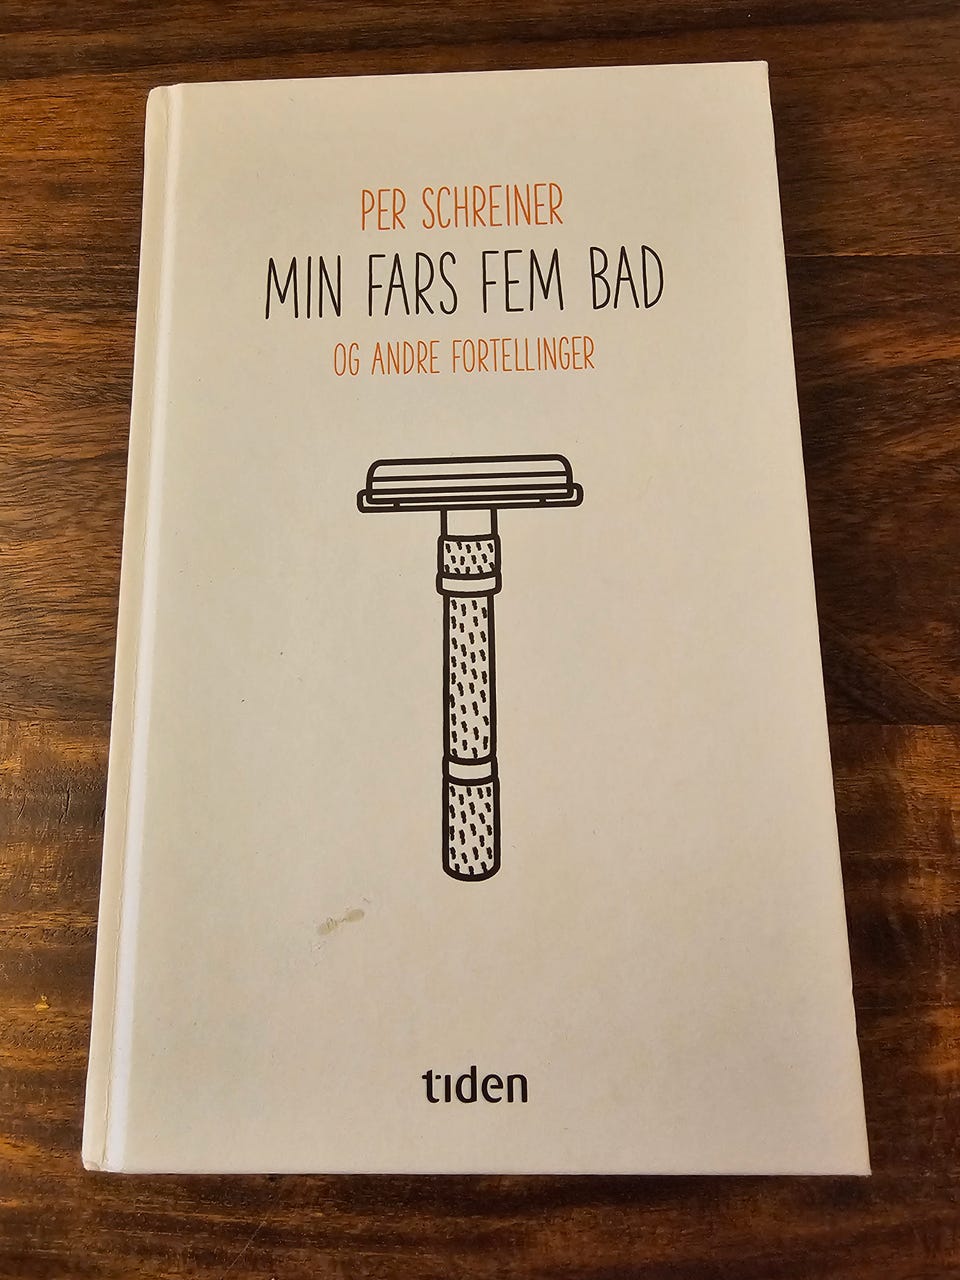 PER SCHREINER
MIN FARS FEM BAD
OG ANDRE FORTELLINGER
tiden